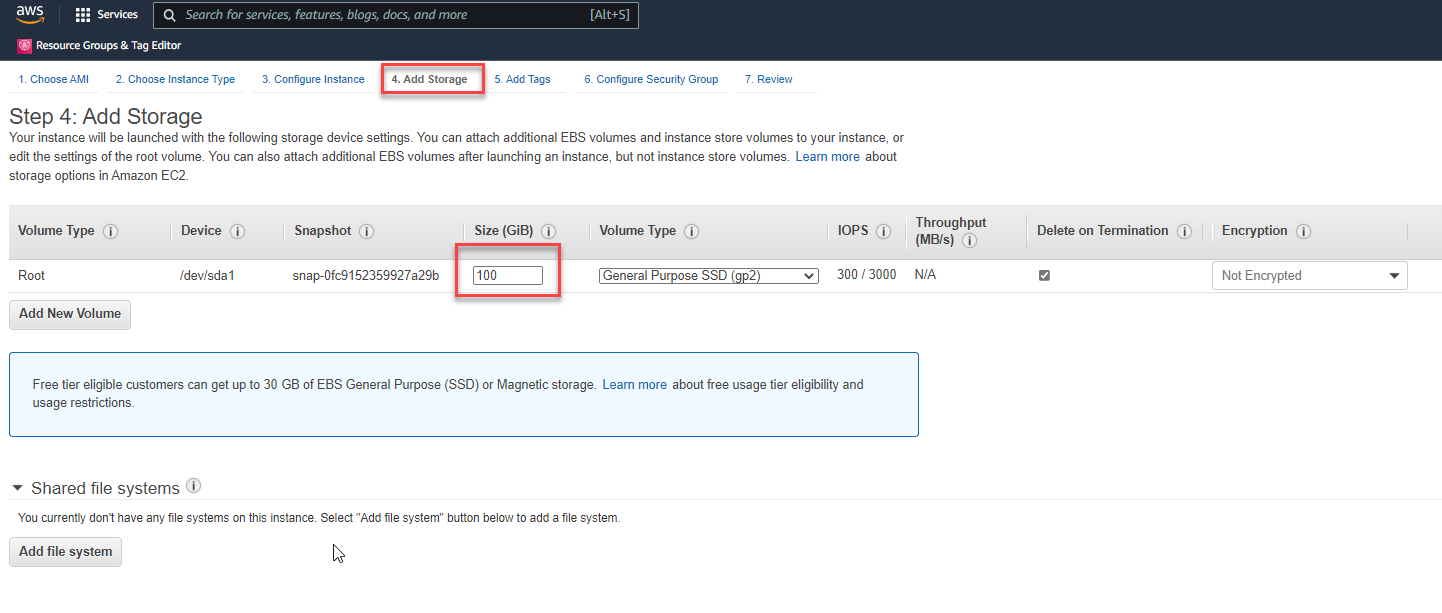 aws
Services
Search for services, features, blogs, docs, and more
[Alt+S]
Resource Groups & Tag Editor
1. Choose AMI
2. Choose Instance Type
3. Configure Instance
4. Add Storage
5. Add Tags
6. Configure Security Group
7. Review
Step 4: Add Storage
Your instance will be launched with the following storage device settings. You can attach additional EBS volumes and instance store volumes to your instance, or
edit the settings of the root volume. You can also attach additional EBS volumes after launching an instance, but not instance store volumes. Learn more about
storage options in Amazon EC2.
Volume Type
Device
Snapshot
Size (GiB)
Volume Type
IOPS
Throughput
(MB/s)
Delete on Termination
Encryption
Root
/dev/sda1
snap-0fc9152359927a29b
100
General Purpose SSD (gp2)
300 / 3000
N/A
Not Encrypted
Add New Volume
Free tier eligible customers can get up to 30 GB of EBS General Purpose (SSD) or Magnetic storage. Learn more about free usage tier eligibility and
usage restrictions.
Shared file systems
You currently don't have any file systems on this instance. Select "Add file system" button below to add a file system.
Add file system